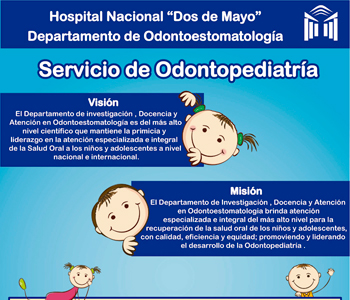 Hospital Nacional “Dos de Mayo”
Departamento de Odontoestomatología
Servicio de Odontopediatría
Visión
El Departamento de investigación , Docencia y
Atención en Odontoestomatología es del más alto
nivel científico que mantiene la primicia y
liderazgo en la atención especializada e integral
de la Salud Oral a los niños y adolescentes a nivel
nacional e internacional.
Misión
El Departamento de Investigación , Docencia y Atención
en Odontoestomatología brinda atención
especializada e integral del más alto nivel para la
recuperación de la salud oral de los niños y adolescentes,
con calidad, eficiencia y equidad; promoviendo y liderando
el desarrollo de la Odontopediatría .